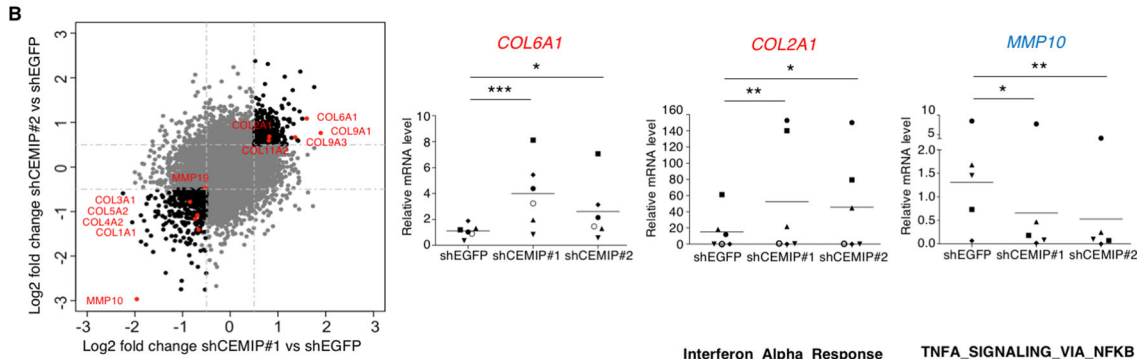 B
Log2 fold change shCEMIP#2 vs shEGFP
3
2
1
0
-1
-2
-3
COL2A1
COL6A1
COL9A1
COL9A3
COL11A2
MMP19
COL3A1
COL5A2
COL4A2
COL1A1
MMP10
-3 -2 -1 0 1 2 3
Log2 fold change shCEMIP#1 vs shEGFP
COL6A1
*
***
Relative mRNA level
10
8
6
4
2
0
shEGFP shCEMIP#1 shCEMIP#2
COL2A1
*
**
Relative mRNA level
160
140
120
100
80
60
40
20
0
shEGFP shCEMIP#1 shCEMIP#2
MMP10
**
*
Relative mRNA level
10
5
2.0
1.5
1.0
0.5
0.0
shEGFP shCEMIP#1 shCEMIP#2
Interferon_Alpha_Response
TNFA_SIGNALING_VIA_NFKB